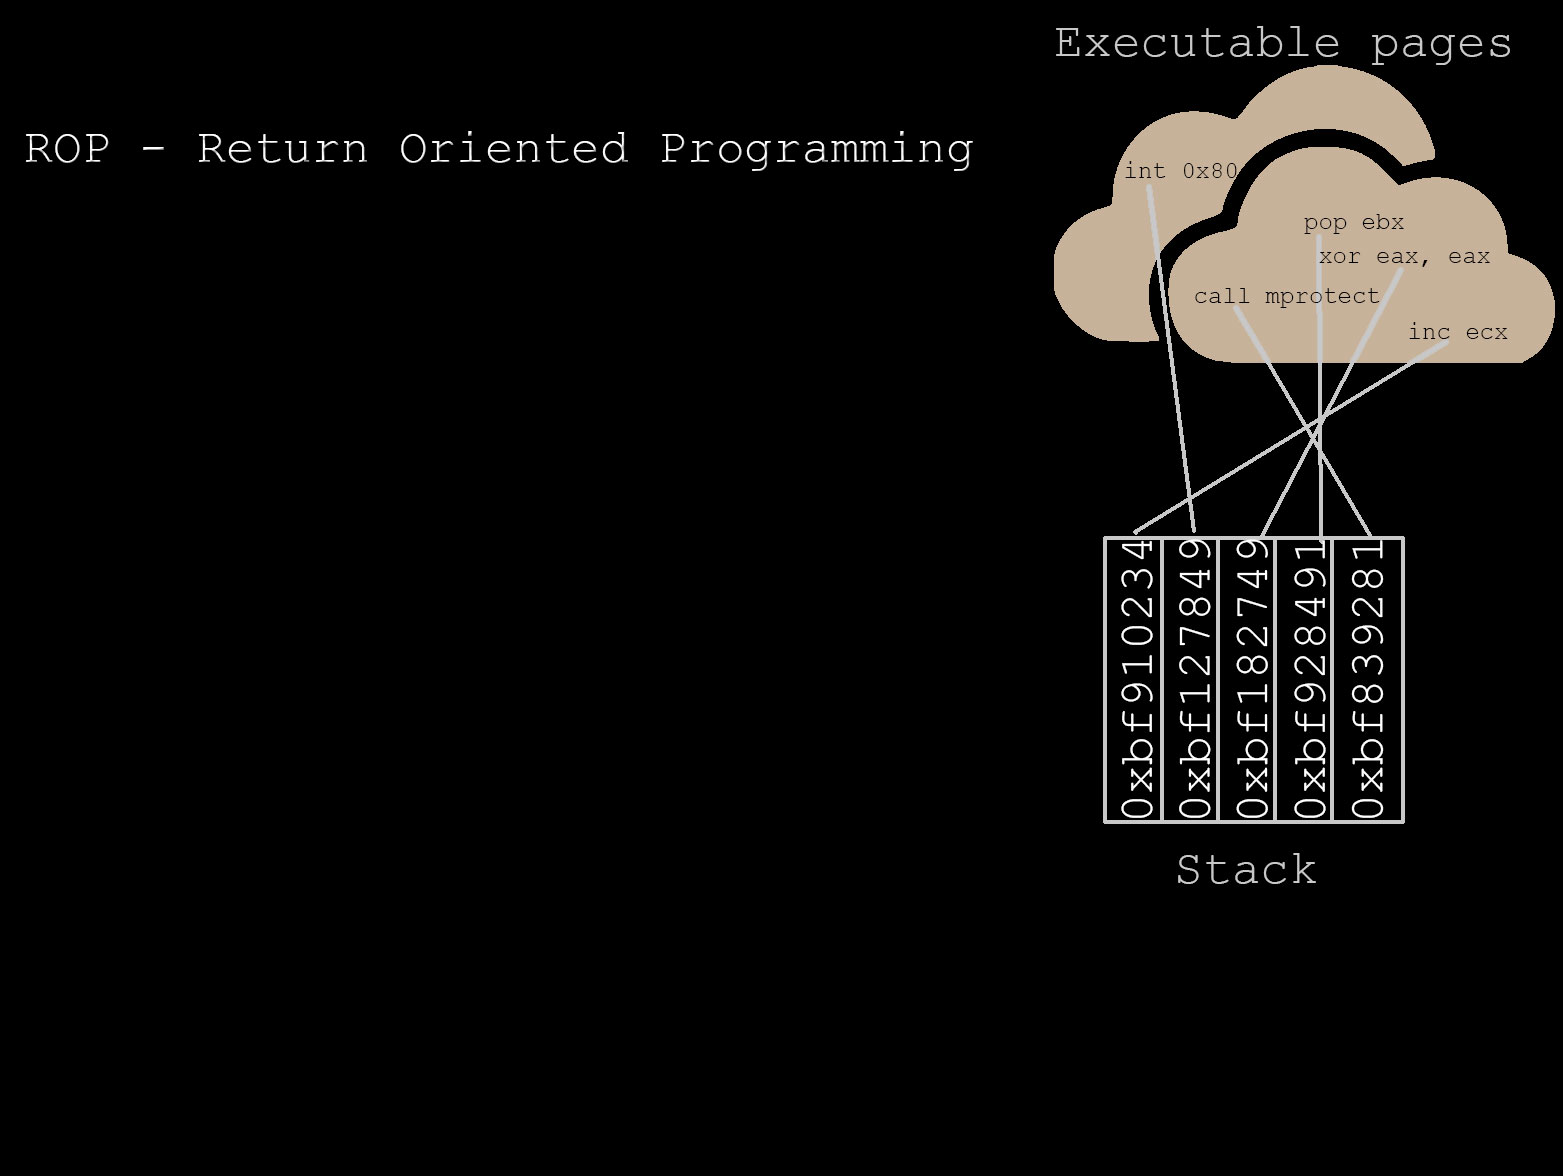 Executable pages
ROP - Return Oriented Programming
int 0x80
pop ebx
xor eax, eax
call mprotect
inc ecx
0xbf910234
0xbf127849
0xbf182749
0xbf928491
0xbf839281
Stack